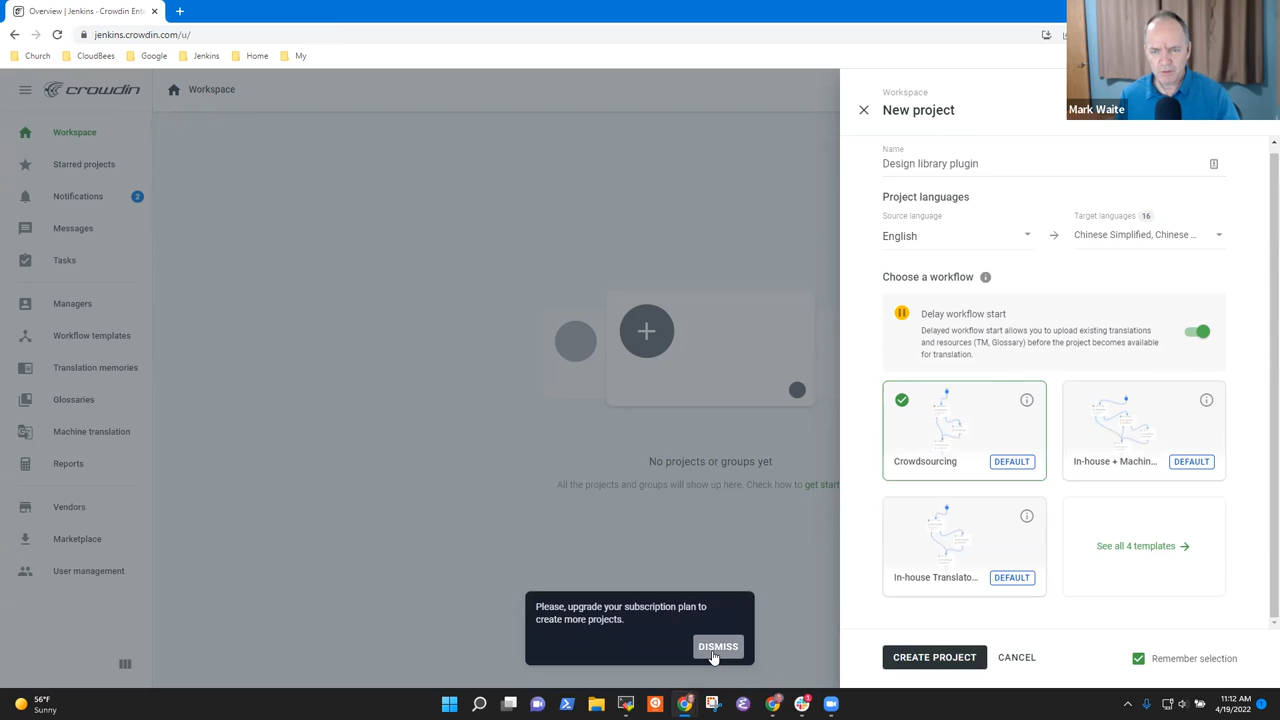 Overview | Jenkins - Crowdin Ent
jenkins.crowdin.com/u/
Church
CloudBees
Google
Jenkins
Home
My
Mark Waite
crowdin
Workspace
Workspace
Starred projects
Notifications
2
Messages
Tasks
Managers
Workflow templates
Translation memories
Glossaries
Machine translation
Reports
Vendors
Marketplace
User management
No projects or groups yet
All the projects and groups will show up here. Check how to get start
Please, upgrade your subscription plan to
create more projects.
DISMISS
Workspace
New project
Name
Design library plugin
Project languages
Source language
English
Target languages 16
Chinese Simplified, Chinese ...
Choose a workflow
Delay workflow start
Delayed workflow start allows you to upload existing translations
and resources (TM, Glossary) before the project becomes available
for translation.
Crowdsourcing
DEFAULT
In-house + Machin...
DEFAULT
In-house Translato...
DEFAULT
See all 4 templates
CREATE PROJECT
CANCEL
Remember selection
56°F
Sunny
11:12 AM
4/19/2022